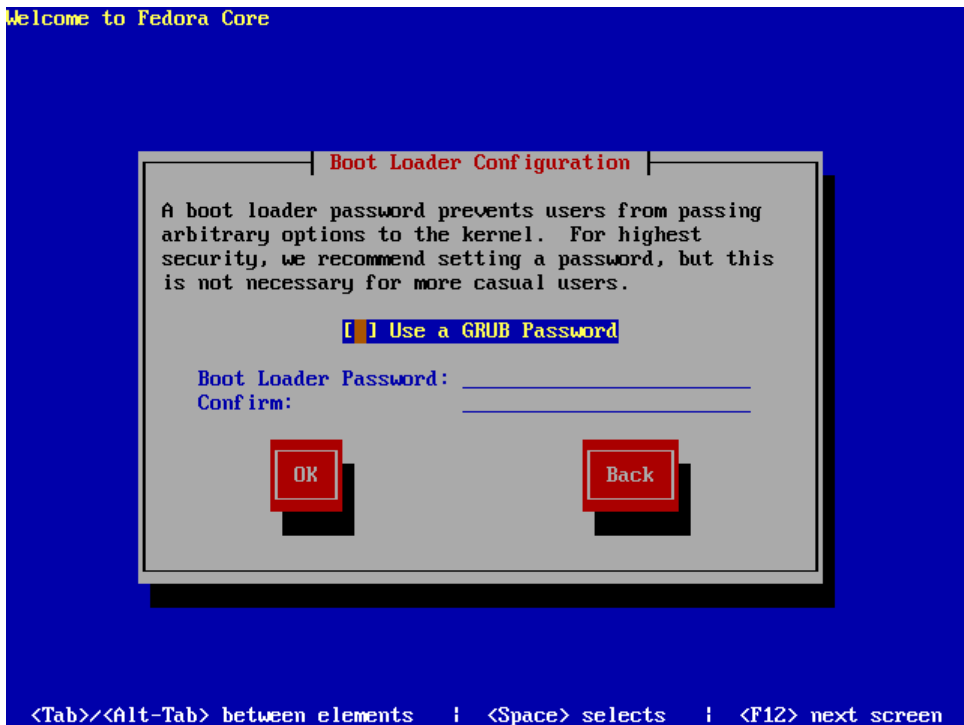 Welcome to Fedora Core
Boot Loader Configuration
A boot loader password prevents users from passing
arbitrary options to the kernel.  For highest
security, we recommend setting a password, but this
is not necessary for more casual users.
[ ] Use a GRUB Password
Boot Loader Password: ________________________
Confirm: ________________________
OK Back
<Tab>/<Alt-Tab> between elements | <Space> selects | <F12> next screen